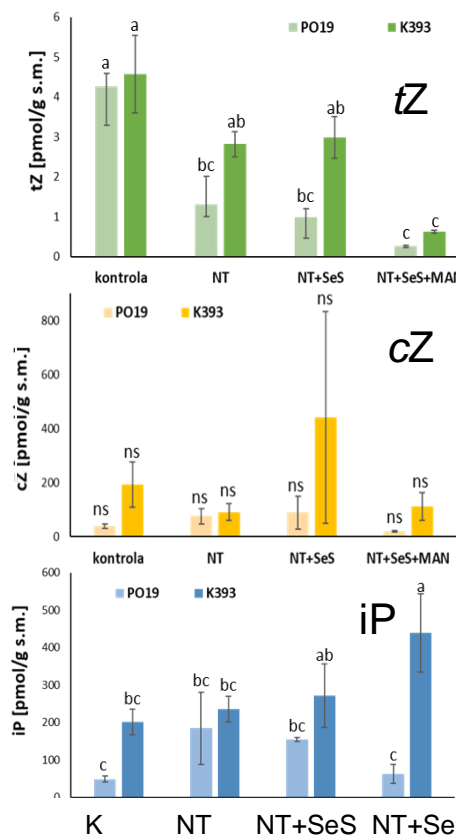 PO19 K393
tZ
tZ [pmol/g s.m.]
6
5
4
3
2
1
0
a a
bc ab
bc ab
c c
kontrola NT NT+SeS NT+SeS+MAN
PO19 K393
cZ
cZ [pmol/g s.m.]
800
600
400
200
0
ns ns
ns ns
ns ns
ns ns
kontrola NT NT+SeS NT+SeS+MAN
PO19 K393
iP
iP [pmol/g s.m.]
600
500
400
300
200
100
0
bc
c
bc bc
bc ab
c a
K NT NT+SeS NT+Se